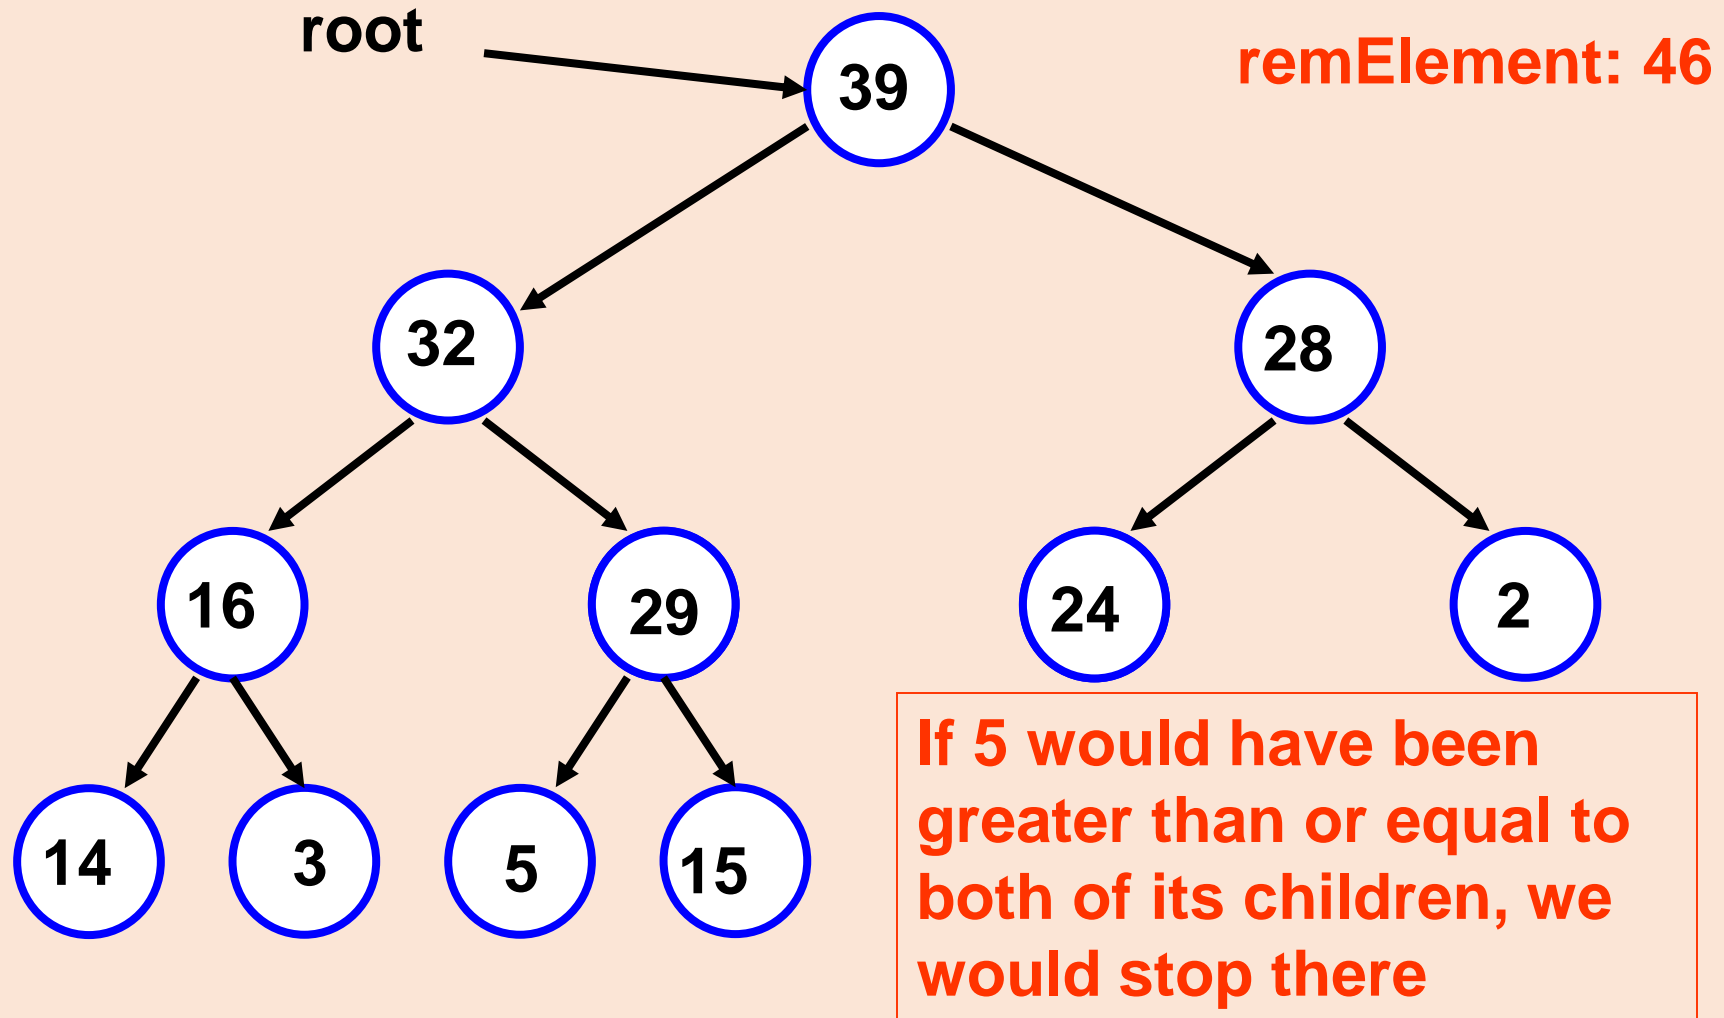 root
remElement: 46
39
32
28
16
29
24
2
14
3
5
15
If 5 would have been
greater than or equal to
both of its children, we
would stop there